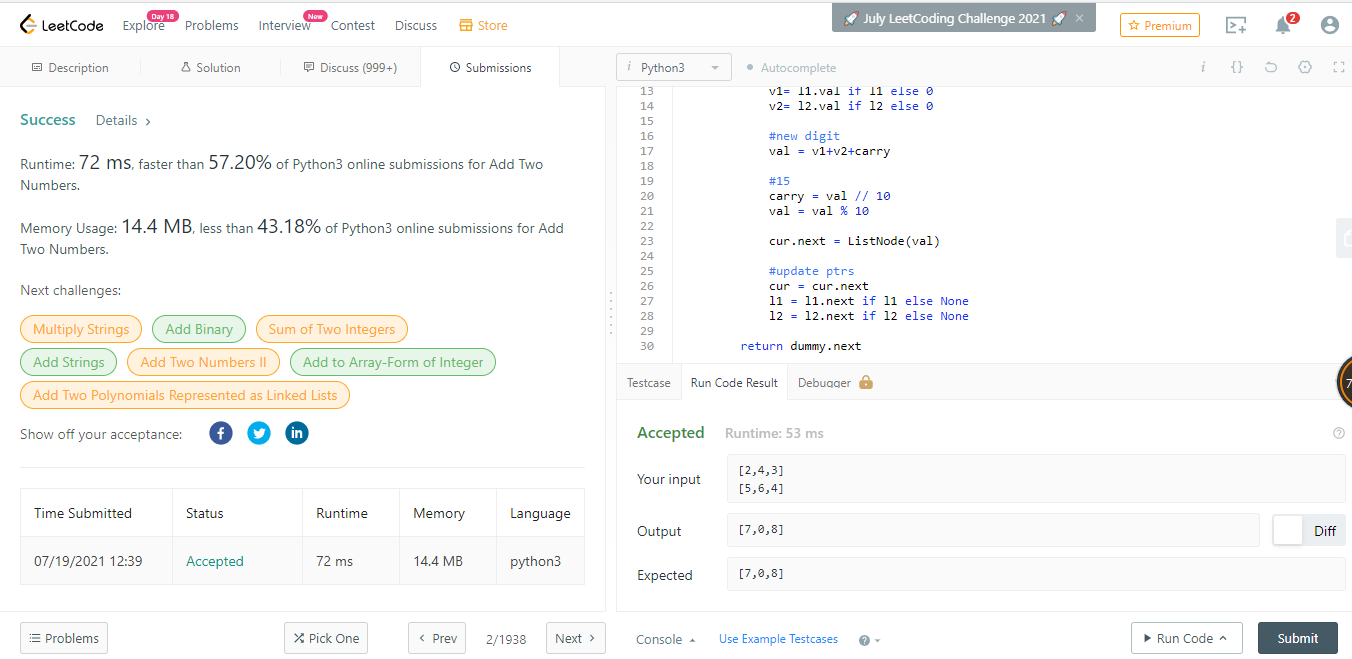 LeetCode
Explore
Day 18
Problems
Interview
New
Contest
Discuss
Store
🚀 July LeetCoding Challenge 2021 🚀 ×
Premium
2
Description
Solution
Discuss (999+)
Submissions
i Python3
Autocomplete
i {}
Success
Details >
Runtime: 72 ms, faster than 57.20% of Python3 online submissions for Add Two
Numbers.
Memory Usage: 14.4 MB, less than 43.18% of Python3 online submissions for Add
Two Numbers.
Next challenges:
Multiply Strings
Add Binary
Sum of Two Integers
Add Strings
Add Two Numbers II
Add to Array-Form of Integer
Add Two Polynomials Represented as Linked Lists
Show off your acceptance:
Time Submitted Status Runtime Memory Language
07/19/2021 12:39 Accepted 72 ms 14.4 MB python3
13 v1= l1.val if l1 else 0
14 v2= l2.val if l2 else 0
15
16 #new digit
17 val = v1+v2+carry
18
19 #15
20 carry = val // 10
21 val = val % 10
22
23 cur.next = ListNode(val)
24
25 #update ptrs
26 cur = cur.next
27 l1 = l1.next if l1 else None
28 l2 = l2.next if l2 else None
29
30 return dummy.next
Testcase
Run Code Result
Debugger
7
Accepted Runtime: 53 ms
Your input
[2,4,3]
[5,6,4]
Output
[7,0,8]
Diff
Expected
[7,0,8]
Problems
Pick One
< Prev
2/1938
Next >
Console
Use Example Testcases
Run Code
Submit